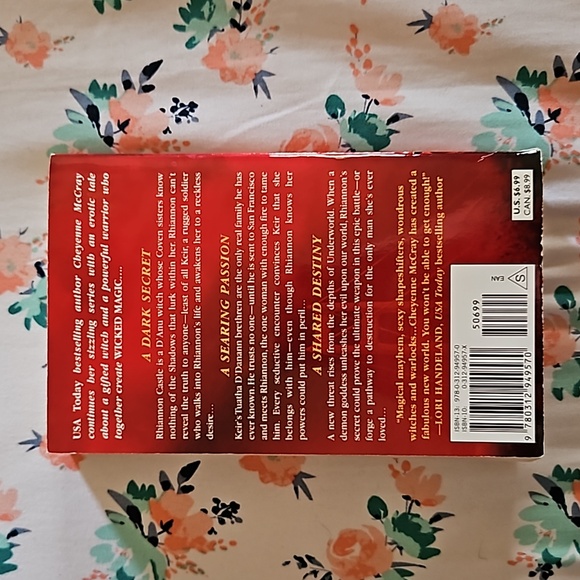 USA Today bestselling author Cheyenne McCray
continues her sizzling series with an erotic tale
about a gifted witch and a powerful warrior who
together create WICKED MAGIC....
A DARK SECRET
Rhiannon Castle is a D'Anu witch whose Coven sisters know
nothing of the Shadows that lurk within her. Rhiannon can't
reveal the truth to anyone—least of all Keir, a rugged soldier
who walks into Rhiannon's life and awakens her to a reckless
desire...
A SEARING PASSION
Keir's Tuatha D'Danann brethren are the only real family he has
ever known. He trusts no one else until he is sent to San Francisco
and meets Rhiannon, the one woman with enough fire to tame
him. Every seductive encounter convinces Keir that she
belongs with him—even though Rhiannon knows her
powers could put him in peril...
A SHARED DESTINY
A new threat rises from the depths of Underworld. When a
demon goddess unleashes her evil upon our world, Rhiannon's
secret could prove the ultimate weapon in this epic battle—or
forge a pathway to destruction for the only man she's ever
loved...
"Magical mayhem, sexy shapeshifters, wondrous
witches and warlocks...Cheyenne McCray has created a
fabulous new world. You won't be able to get enough!"
—LORI HANDELAND, USA Today bestselling author
ISBN-13: 978-0-312-94957-0
ISBN-10: 0-312-94957-X
9 780312 949570
50699
EAN
S
U.S. $6.99
CAN. $8.99